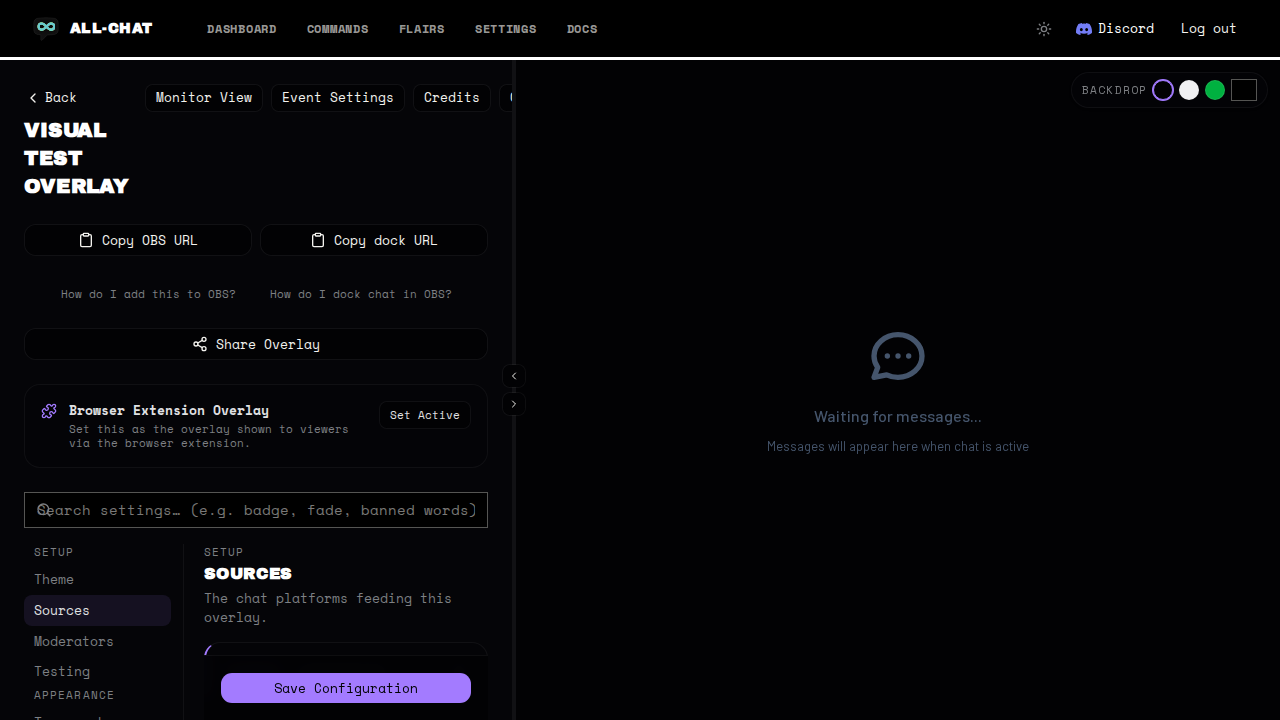 ALL-CHAT DASHBOARD COMMANDS FLAIRS SETTINGS DOCS Discord Log out
Back Monitor View Event Settings Credits
BACKDROP
VISUAL
TEST
OVERLAY
Copy OBS URL Copy dock URL
How do I add this to OBS? How do I dock chat in OBS?
Share Overlay
Browser Extension Overlay
Set this as the overlay shown to viewers
via the browser extension.
Set Active
Search settings… (e.g. badge, fade, banned words)
SETUP
Theme
Sources
Moderators
Testing
APPEARANCE
SETUP
SOURCES
The chat platforms feeding this
overlay.
Save Configuration
Waiting for messages...
Messages will appear here when chat is active